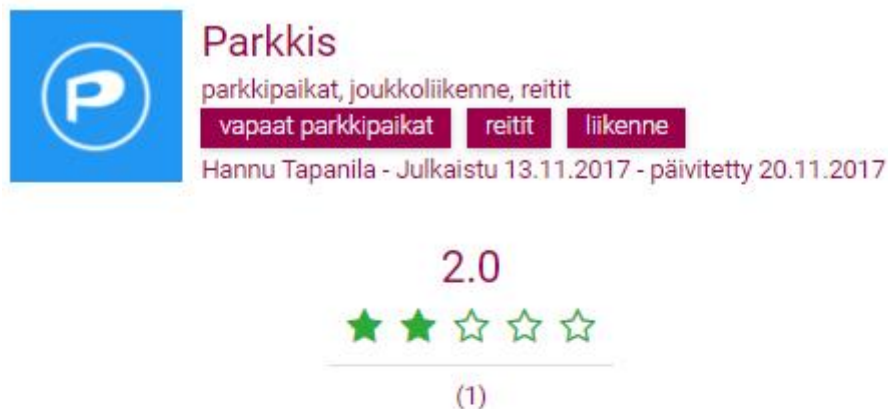 P
Parkkis
parkkipaikat, joukkoliikenne, reitit
vapaat parkkipaikat reitit liikenne
Hannu Tapanila - Julkaistu 13.11.2017 - päivitetty 20.11.2017
2.0
(1)